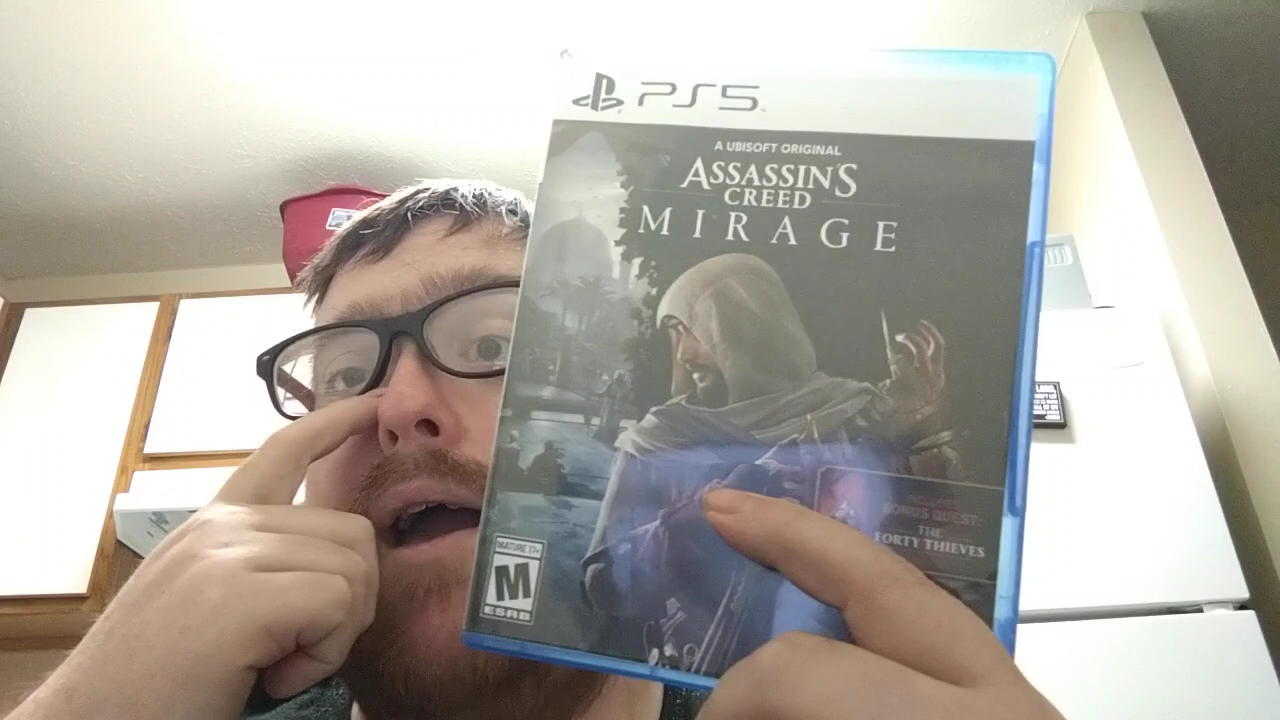 PS5
A UBISOFT ORIGINAL
ASSASSIN'S
CREED
MIRAGE
BONUS QUEST:
THE
FORTY THIEVES
MATURE 17+
M
ESRB